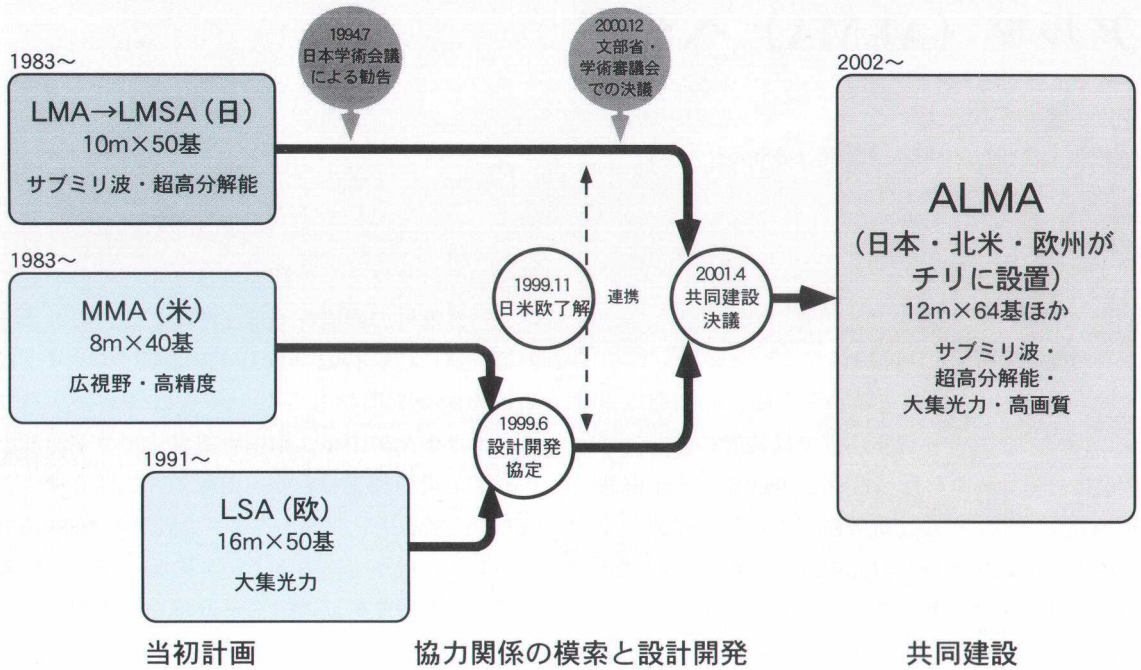 1994.7
日本学術会議
による勧告
2000.12
文部省・
学術審議会
での決議
1983～
LMA→LMSA（日）
10m×50基
サブミリ波・超高分解能
1983～
MMA（米）
8m×40基
広視野・高精度
1991～
LSA（欧）
16m×50基
大集光力
1999.6
設計開発
協定
1999.11
日米欧了解
連携
2001.4
共同建設
決議
2002～
ALMA
（日本・北米・欧州が
チリに設置）
12m×64基ほか
サブミリ波・
超高分解能・
大集光力・高画質
当初計画
協力関係の模索と設計開発
共同建設